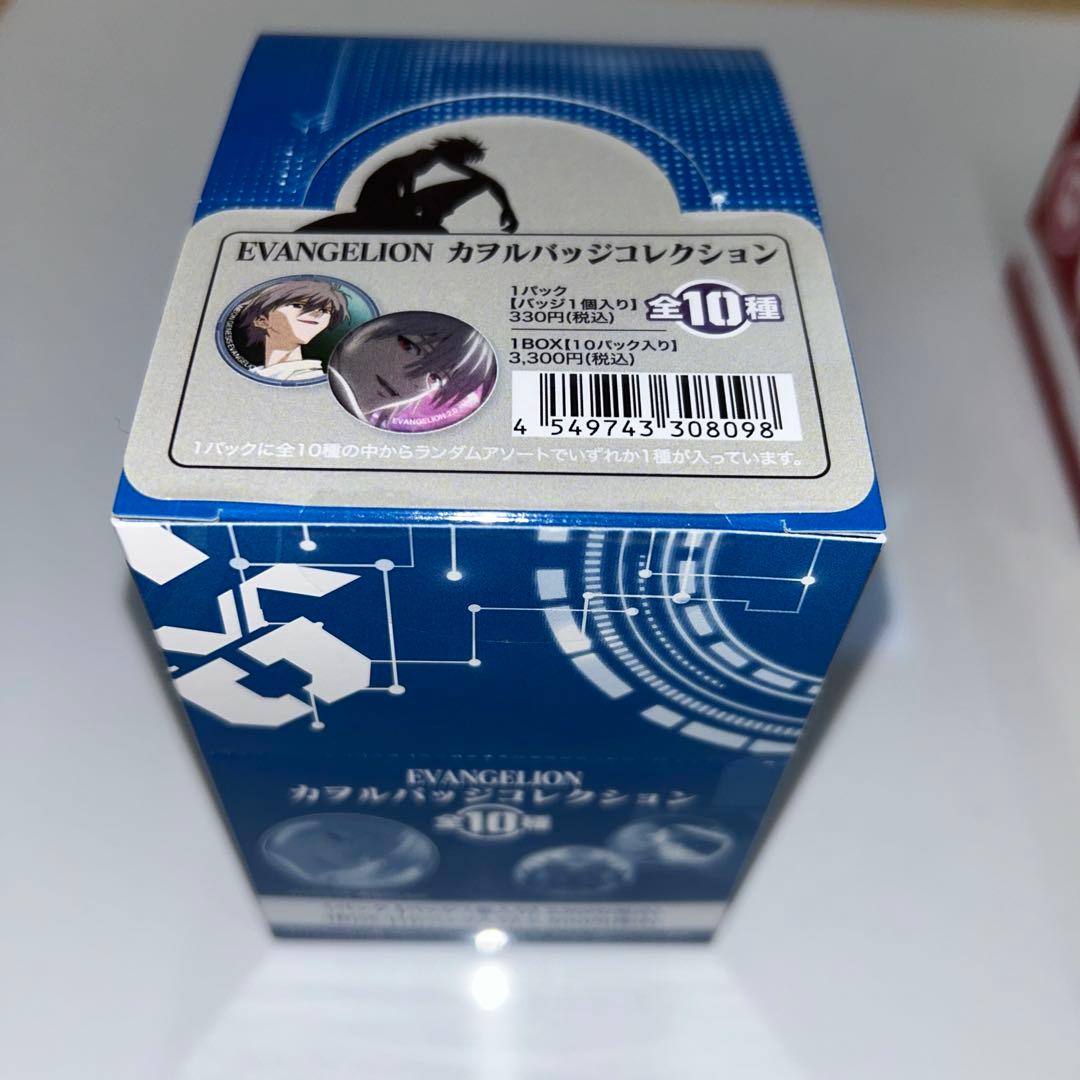 EVANGELION カヲルバッジコレクション
1パック
【バッジ1個入り】
330円(税込)
全10種
1BOX【10パック入り】
3,300円(税込)
4 549743 308098
EVANGELION:2.0
1パックに全10種の中からランダムアソートでいずれか1種が入っています。
EVANGELION
カヲルバッジコレクション
全10種